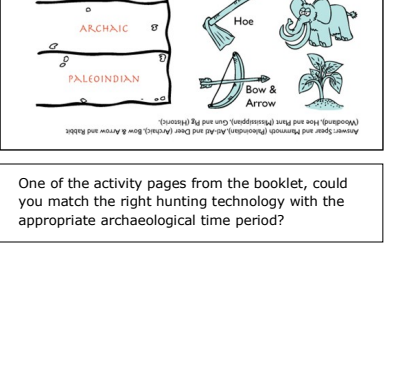 ARCHAIC
Hoe
PALEOINDIAN
Bow &
Arrow
Answer: Spear and Mammoth (Paleoindian), Atl-Atl and Deer (Archaic), Bow & Arrow and Rabbit
(Woodland), Hoe and Plant (Mississippian), Gun and Pig (Historic).
One of the activity pages from the booklet, could
you match the right hunting technology with the
appropriate archaeological time period?